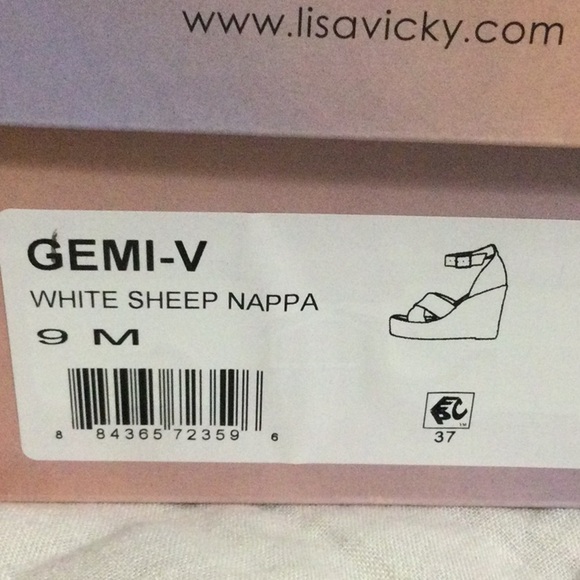 www.lisavicky.com
GEMI-V
WHITE SHEEP NAPPA
9 M
8 84365 72359 6
37